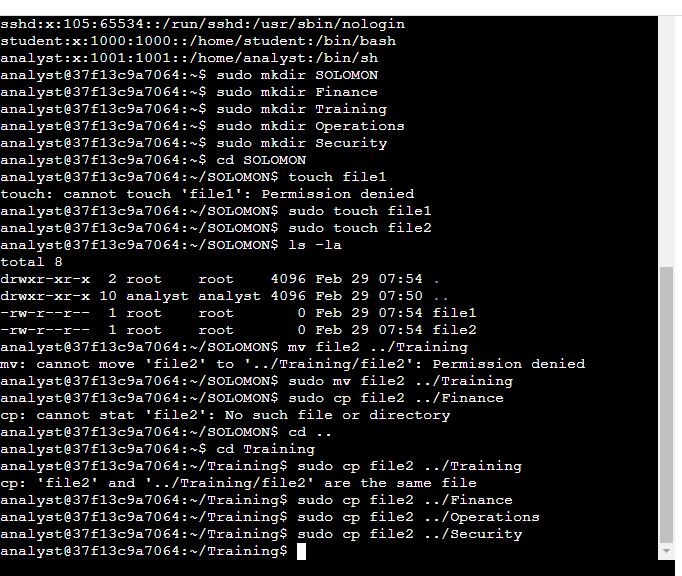 sshd:x:105:65534::/run/sshd:/usr/sbin/nologin
student:x:1000:1000::/home/student:/bin/bash
analyst:x:1001:1001::/home/analyst:/bin/sh
analyst@37f13c9a7064:~$ sudo mkdir SOLOMON
analyst@37f13c9a7064:~$ sudo mkdir Finance
analyst@37f13c9a7064:~$ sudo mkdir Training
analyst@37f13c9a7064:~$ sudo mkdir Operations
analyst@37f13c9a7064:~$ sudo mkdir Security
analyst@37f13c9a7064:~$ cd SOLOMON
analyst@37f13c9a7064:~/SOLOMON$ touch file1
touch: cannot touch 'file1': Permission denied
analyst@37f13c9a7064:~/SOLOMON$ sudo touch file1
analyst@37f13c9a7064:~/SOLOMON$ sudo touch file2
analyst@37f13c9a7064:~/SOLOMON$ ls -la
total 8
drwxr-xr-x  2 root    root    4096 Feb 29 07:54 .
drwxr-xr-x 10 analyst analyst 4096 Feb 29 07:50 ..
-rw-r--r--  1 root    root       0 Feb 29 07:54 file1
-rw-r--r--  1 root    root       0 Feb 29 07:54 file2
analyst@37f13c9a7064:~/SOLOMON$ mv file2 ../Training
mv: cannot move 'file2' to '../Training/file2': Permission denied
analyst@37f13c9a7064:~/SOLOMON$ sudo mv file2 ../Training
analyst@37f13c9a7064:~/SOLOMON$ sudo cp file2 ../Finance
cp: cannot stat 'file2': No such file or directory
analyst@37f13c9a7064:~/SOLOMON$ cd ..
analyst@37f13c9a7064:~$ cd Training
analyst@37f13c9a7064:~/Training$ sudo cp file2 ../Training
cp: 'file2' and '../Training/file2' are the same file
analyst@37f13c9a7064:~/Training$ sudo cp file2 ../Finance
analyst@37f13c9a7064:~/Training$ sudo cp file2 ../Operations
analyst@37f13c9a7064:~/Training$ sudo cp file2 ../Security
analyst@37f13c9a7064:~/Training$